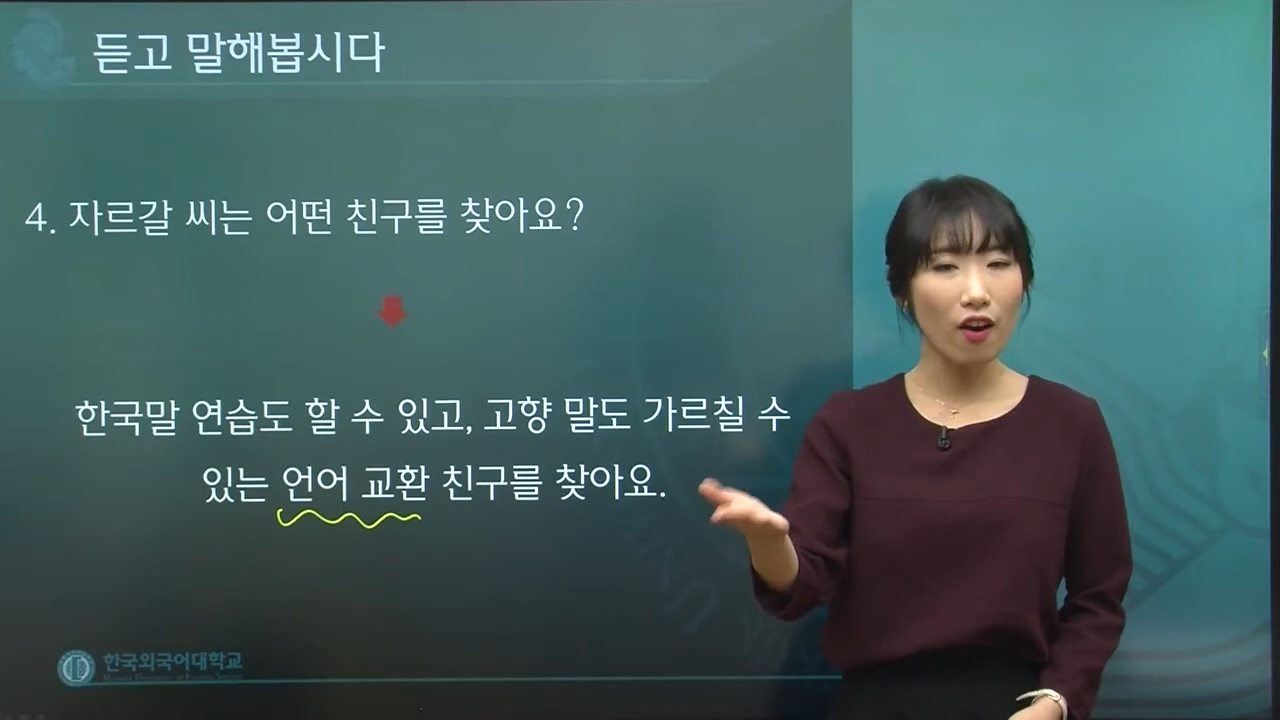 듣고 말해봅시다
4. 자르갈 씨는 어떤 친구를 찾아요?
한국말 연습도 할 수 있고, 고향 말도 가르칠 수
있는 언어 교환 친구를 찾아요.
한국외국어대학교